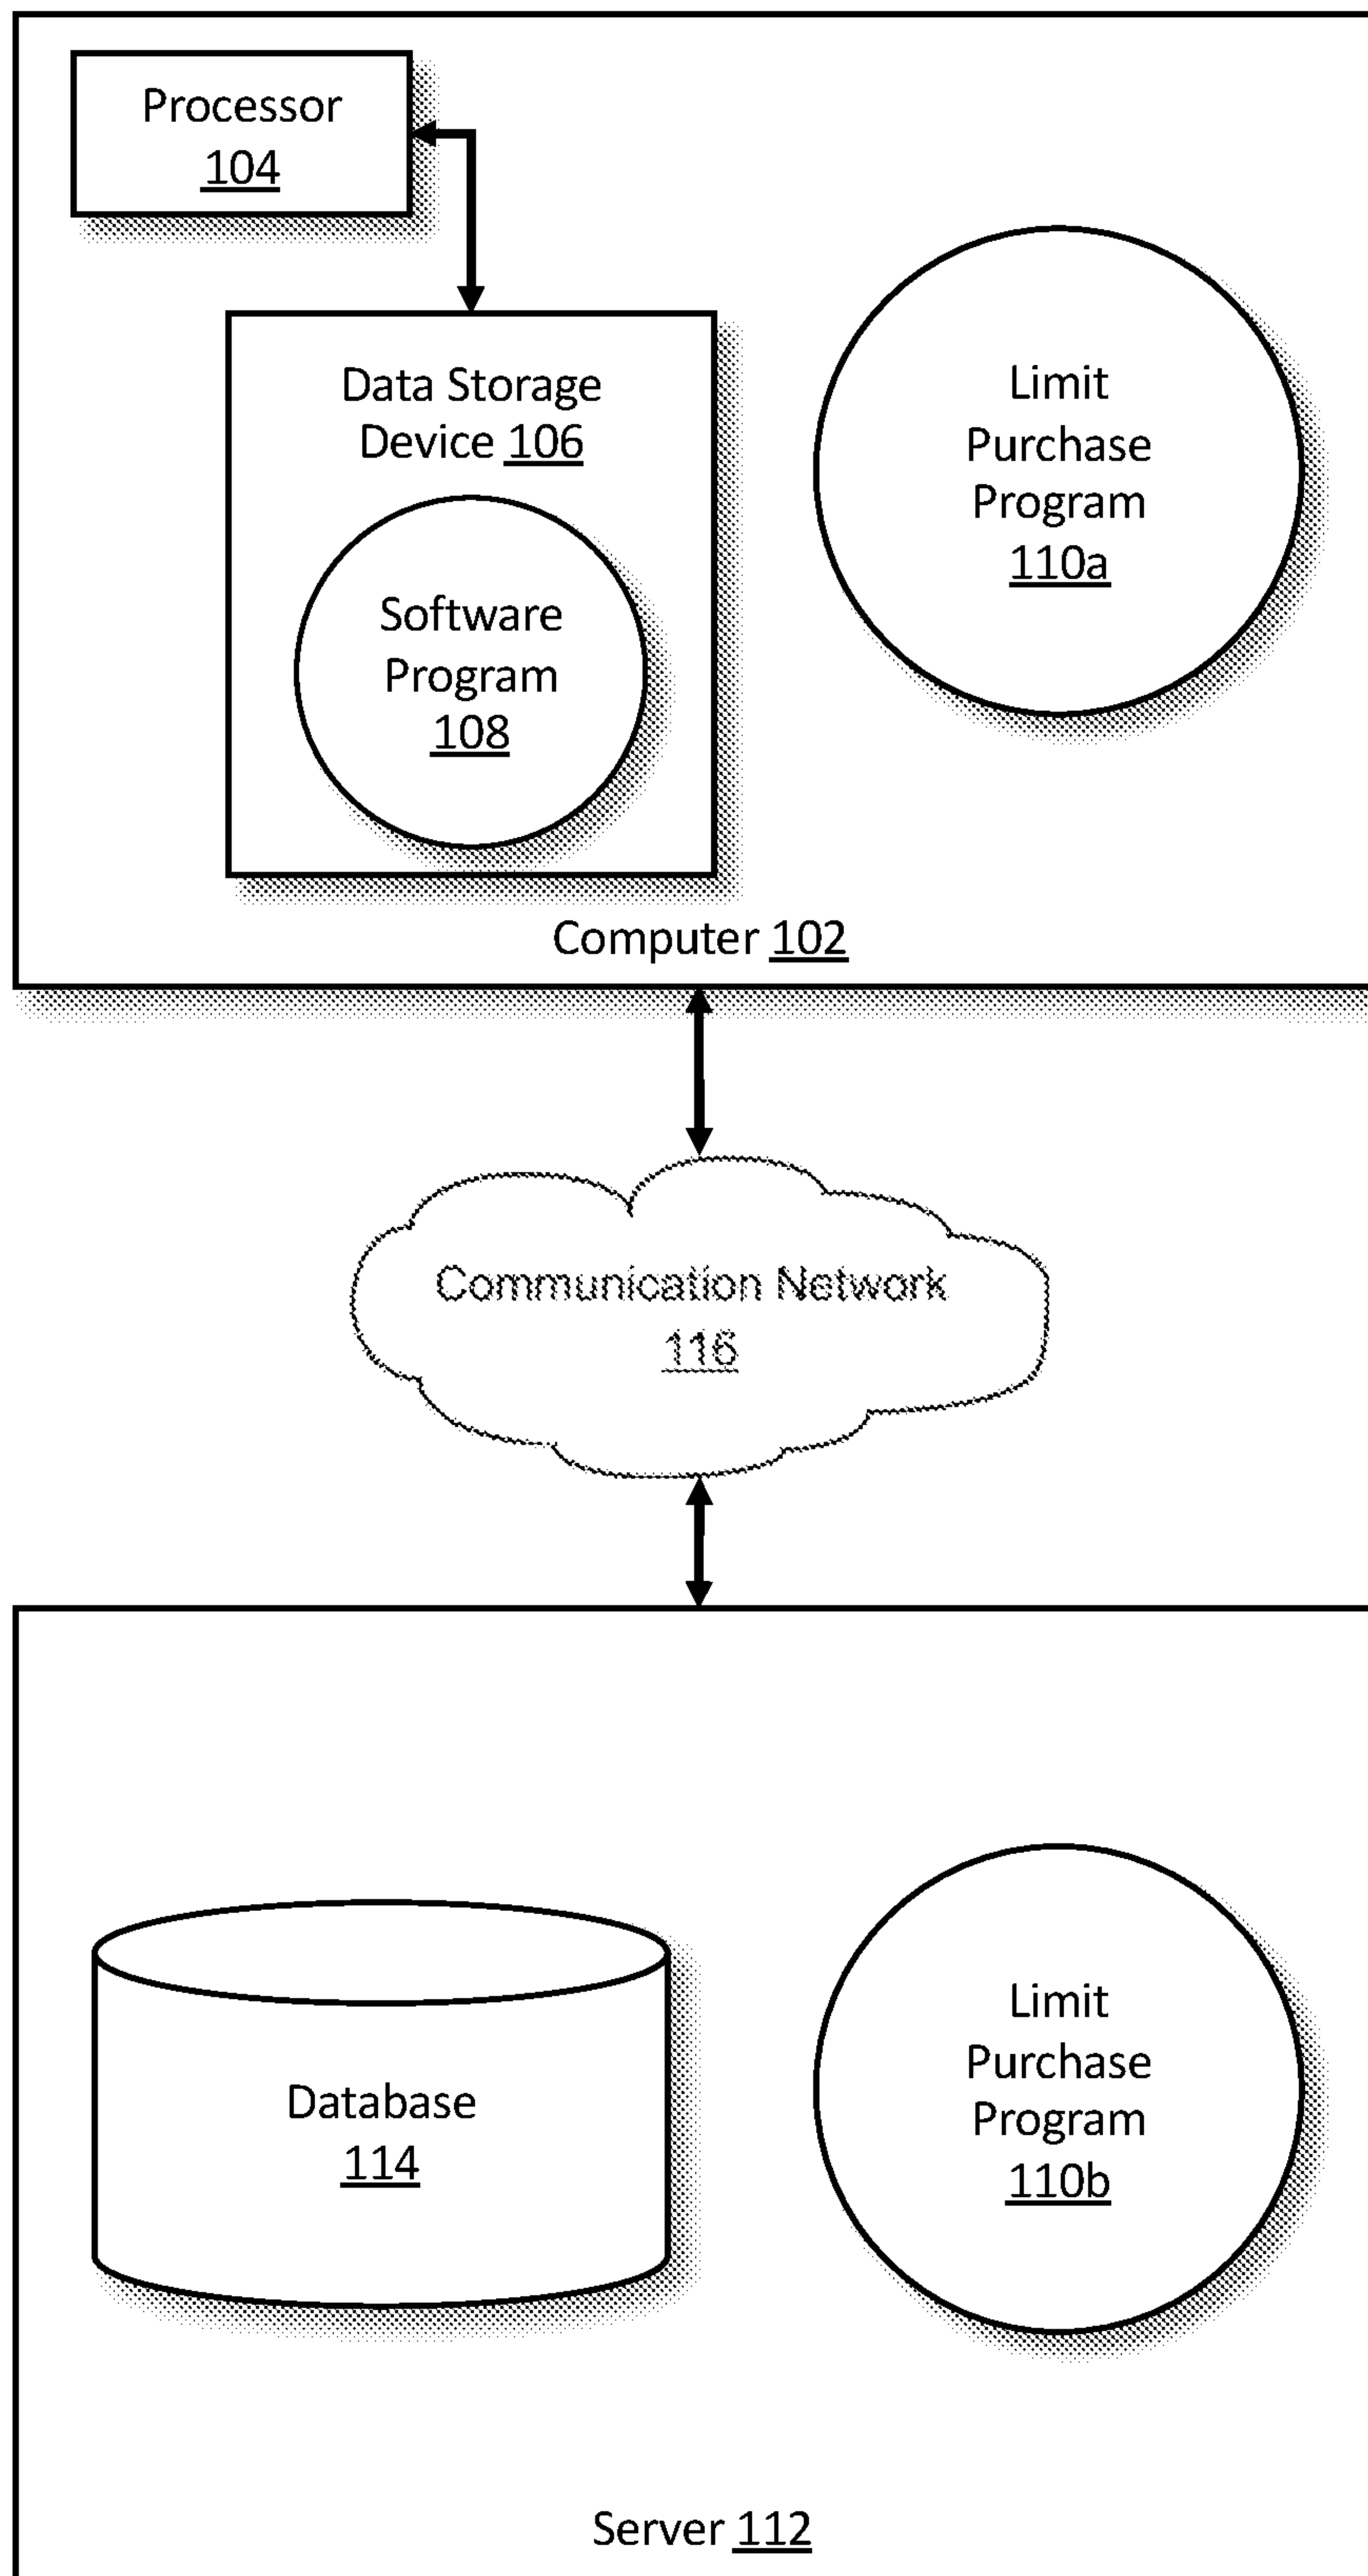 Processor
104
Data Storage
Device 106
Software
Program
108
Limit
Purchase
Program
110a
Computer 102
Communication Network
116
Database
114
Limit
Purchase
Program
110b
Server 112